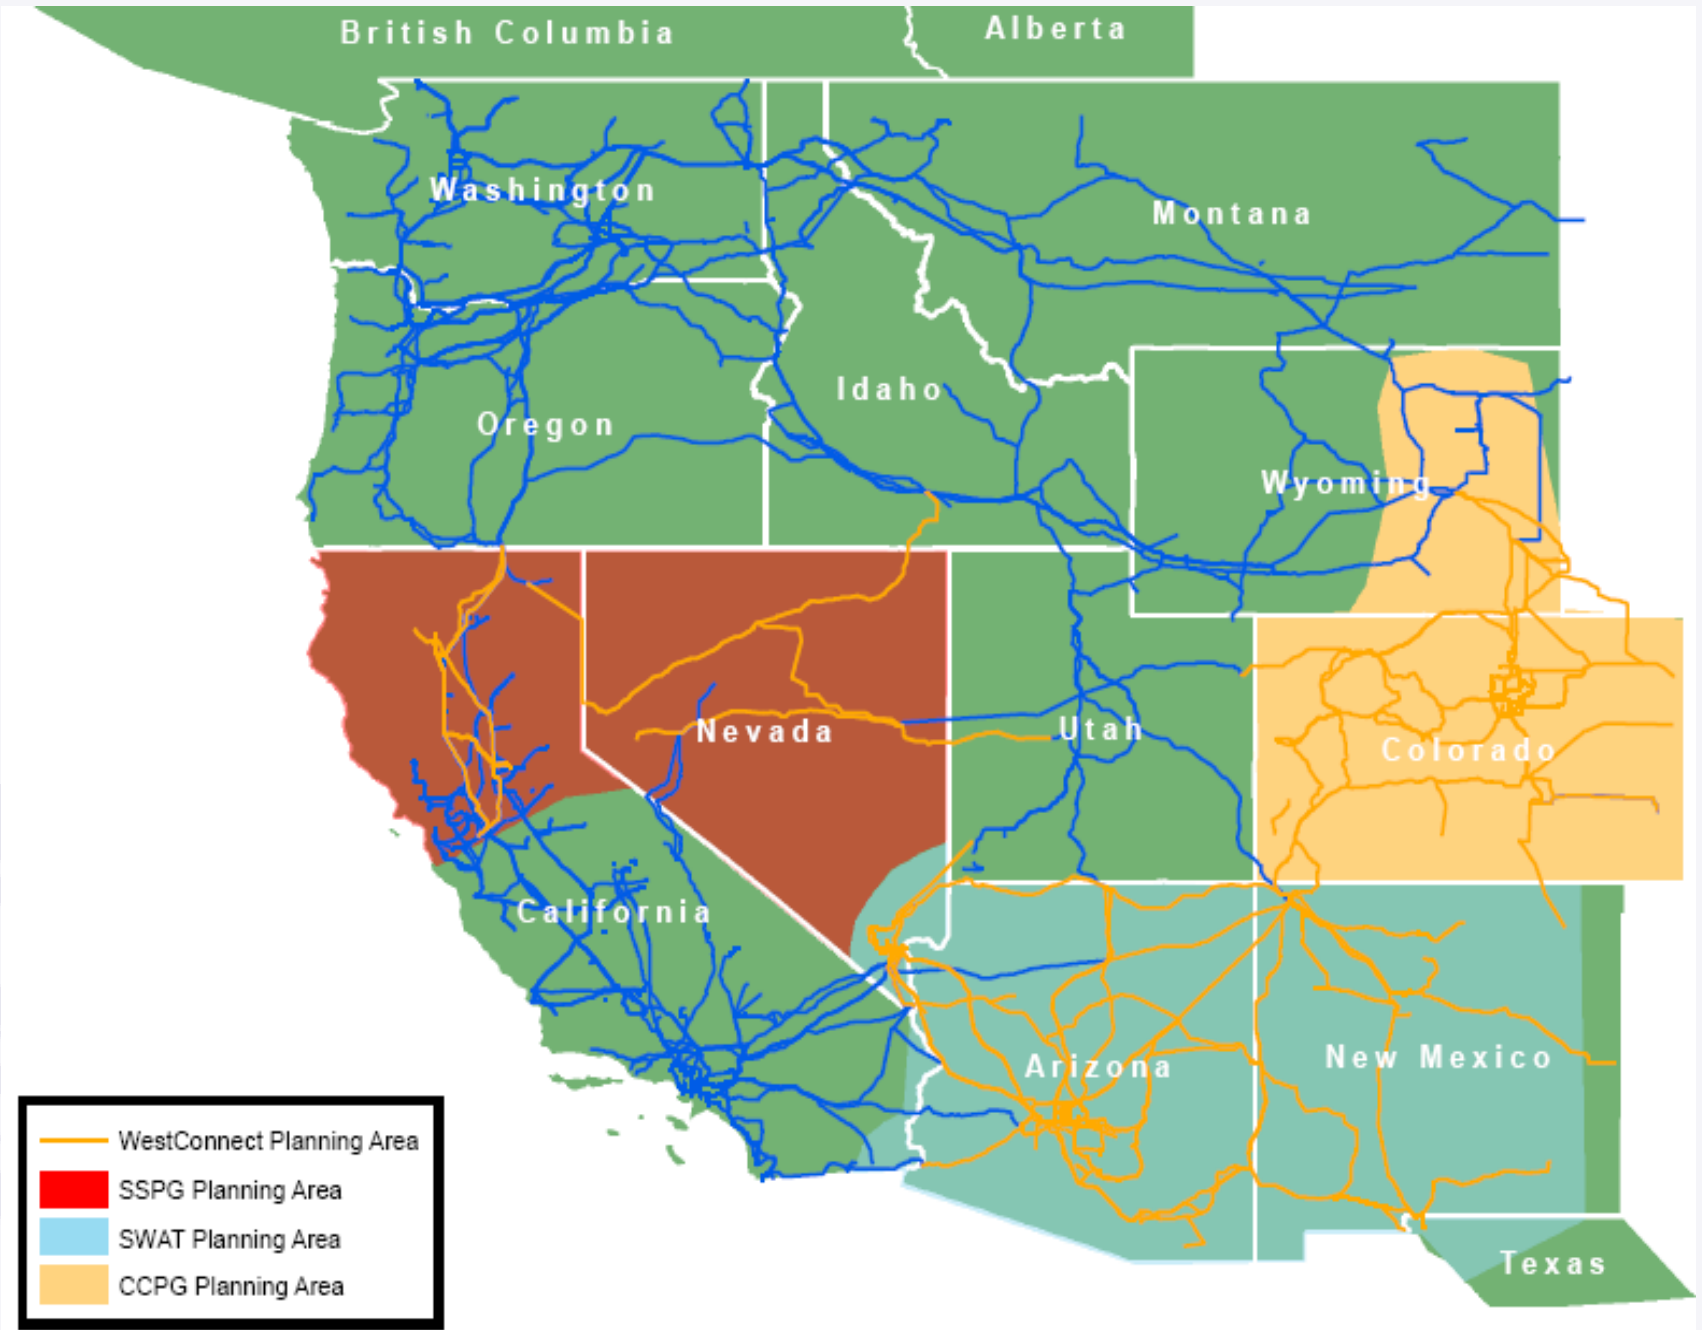 British Columbia
Alberta
Washington
Montana
Idaho
Oregon
Wyoming
Nevada
Utah
Colorado
California
Arizona
New Mexico
Texas
WestConnect Planning Area
SSPG Planning Area
SWAT Planning Area
CCPG Planning Area